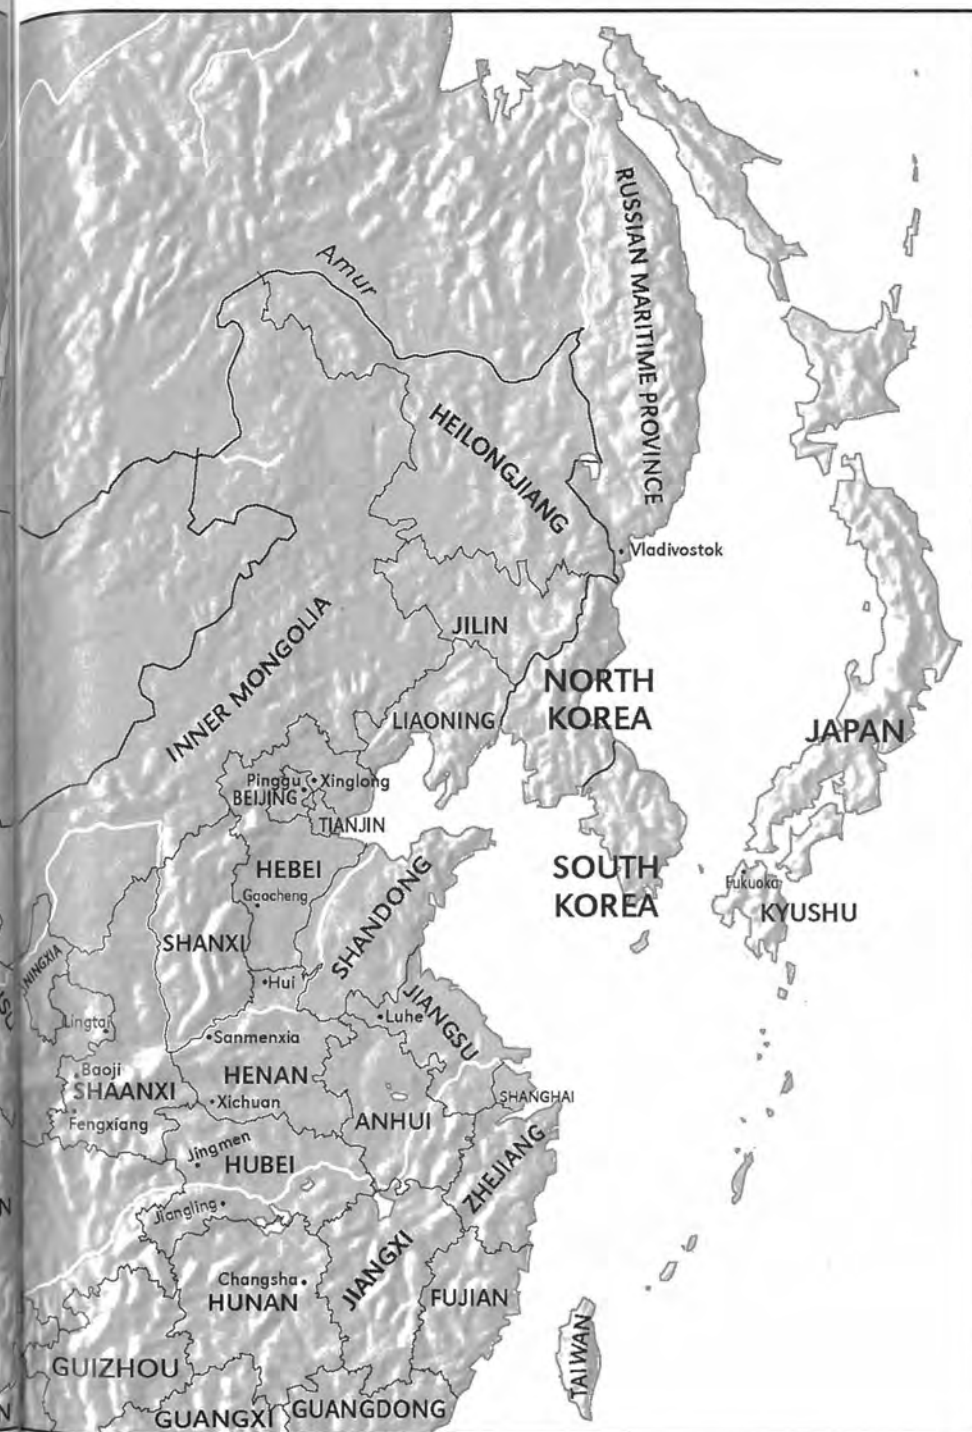 RUSSIAN MARITIME PROVINCE
Amur
HEILONGJIANG
Vladivostok
JILIN
INNER MONGOLIA
NORTH
KOREA
LIAONING
JAPAN
Pinggu
Xinglong
BEIJING
TIANJIN
HEBEI
SOUTH
KOREA
Gaocheng
SHANDONG
Fukuoka
KYUSHU
SHANXI
NINGXIA
Hui
JIANGSU
Luhe
Lingtai
Sanmenxia
Baoji
SHAANXI
HENAN
Xichuan
SHANGHAI
Fengxiang
ANHUI
Jingmen
HUBEI
ZHEJIANG
Jiangling
JIANGXI
Changsha
HUNAN
FUJIAN
TAIWAN
GUIZHOU
GUANGXI
GUANGDONG